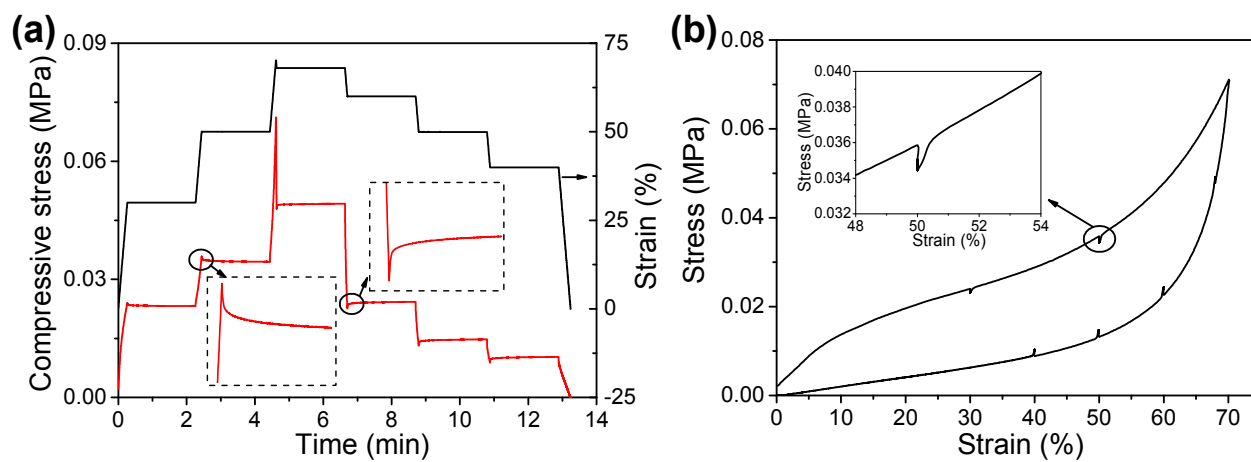 (a)
0.09
0.06
0.03
0.00
Compressive stress (MPa)
75
50
25
0
-25
Strain (%)
0 2 4 6 8 10 12 14
Time (min)
(b)
0.08
0.06
0.04
0.02
0.00
Stress (MPa)
0 10 20 30 40 50 60 70
Strain (%)
0.040
0.038
0.036
0.034
0.032
Stress (MPa)
48 50 52 54
Strain (%)